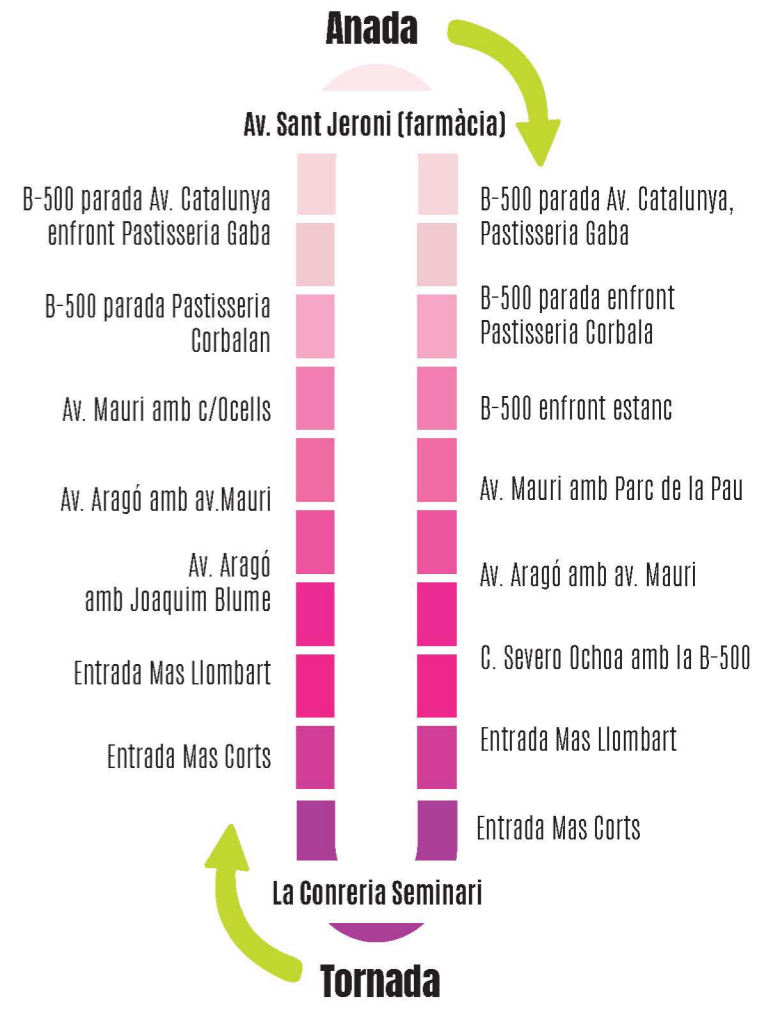 Anada
Av. Sant Jeroni (farmàcia)
B-500 parada Av. Catalunya
enfront Pastisseria Gaba
B-500 parada Pastisseria
Corbalan
Av. Mauri amb c/Ocells
Av. Aragó amb av.Mauri
Av. Aragó
amb Joaquim Blume
Entrada Mas Llombart
Entrada Mas Corts
B-500 parada Av. Catalunya,
Pastisseria Gaba
B-500 parada enfront
Pastisseria Corbala
B-500 enfront estanc
Av. Mauri amb Parc de la Pau
Av. Aragó amb av. Mauri
C. Severo Ochoa amb la B-500
Entrada Mas Llombart
Entrada Mas Corts
La Conreria Seminari
Tornada